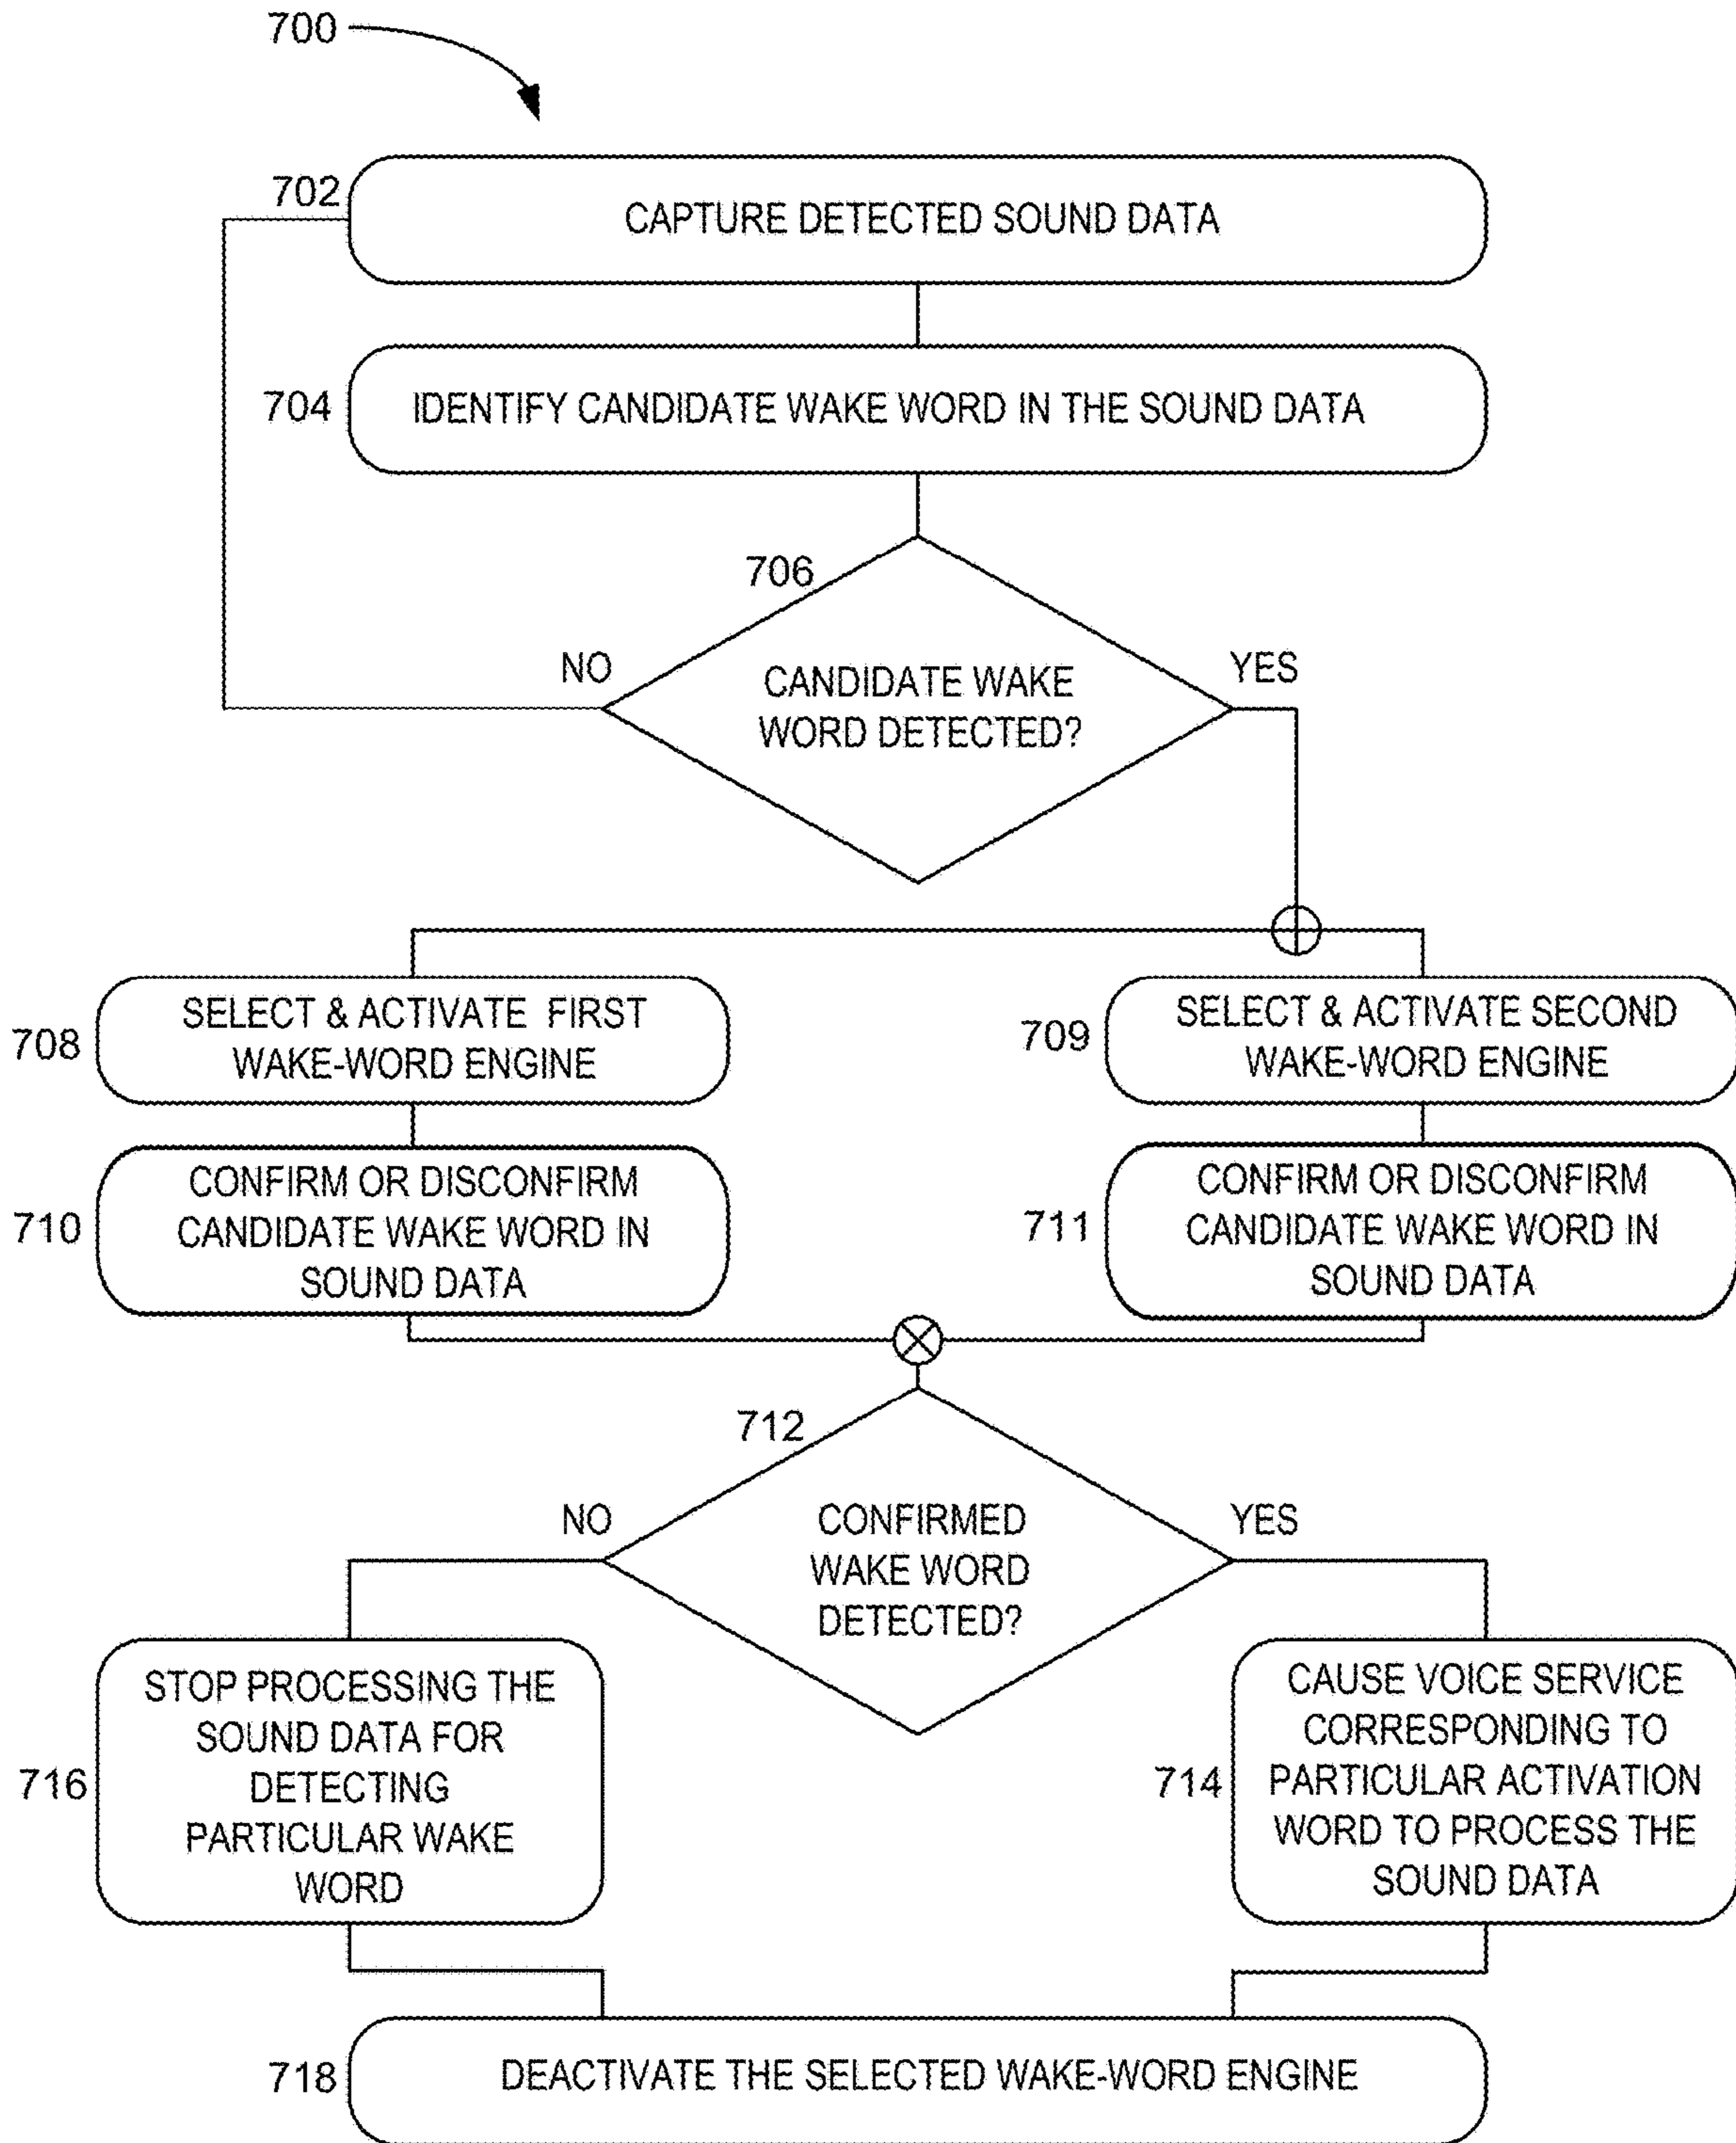 700
702
CAPTURE DETECTED SOUND DATA
704
IDENTIFY CANDIDATE WAKE WORD IN THE SOUND DATA
706
NO
YES
CANDIDATE WAKE
WORD DETECTED?
708
SELECT & ACTIVATE FIRST
WAKE-WORD ENGINE
709
SELECT & ACTIVATE SECOND
WAKE-WORD ENGINE
710
CONFIRM OR DISCONFIRM
CANDIDATE WAKE WORD IN
SOUND DATA
711
CONFIRM OR DISCONFIRM
CANDIDATE WAKE WORD IN
SOUND DATA
712
NO
YES
CONFIRMED
WAKE WORD
DETECTED?
716
STOP PROCESSING THE
SOUND DATA FOR
DETECTING
PARTICULAR WAKE
WORD
714
CAUSE VOICE SERVICE
CORRESPONDING TO
PARTICULAR ACTIVATION
WORD TO PROCESS THE
SOUND DATA
718
DEACTIVATE THE SELECTED WAKE-WORD ENGINE